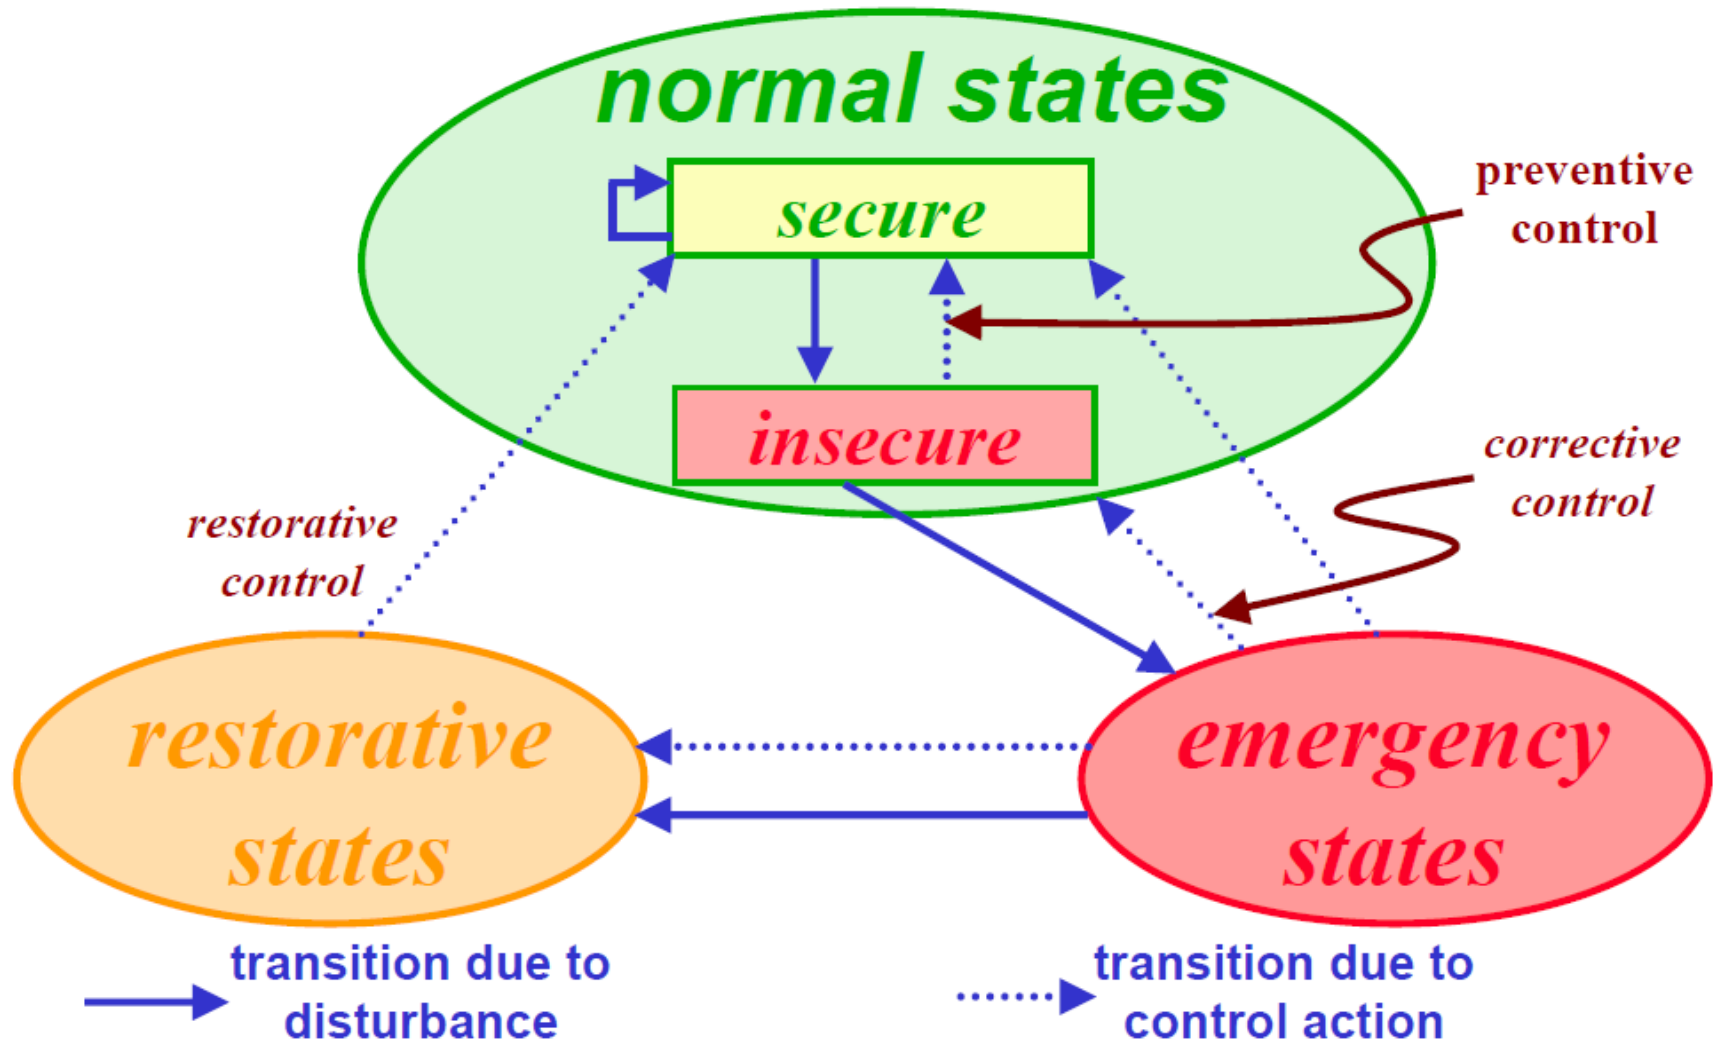 normal states
secure
preventive
control
insecure
corrective
control
restorative
control
restorative
states
emergency
states
transition due to
disturbance
transition due to
control action